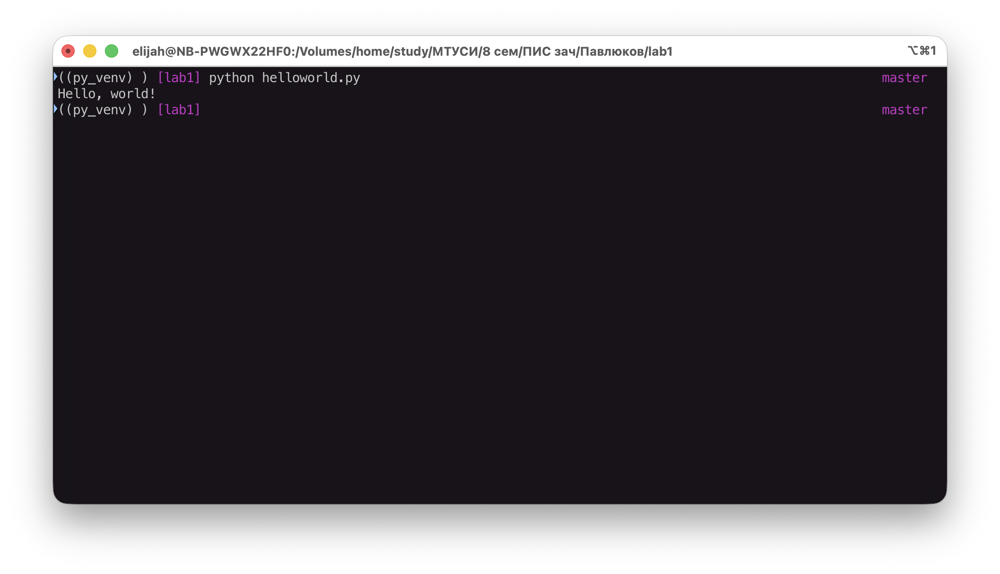 elijah@NB-PWGWX22HF0:/Volumes/home/study/МТУСИ/8 сем/ПИС зач/Павлюков/lab1 ⌥⌘1
((py_venv) ) [lab1] python helloworld.py master
Hello, world!
((py_venv) ) [lab1] master